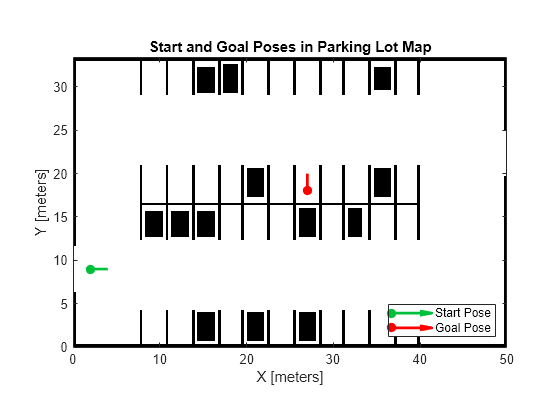 Start and Goal Poses in Parking Lot Map
30
25
20
15
10
5
0
Y [meters]
0 10 20 30 40 50
X [meters]
Start Pose
Goal Pose